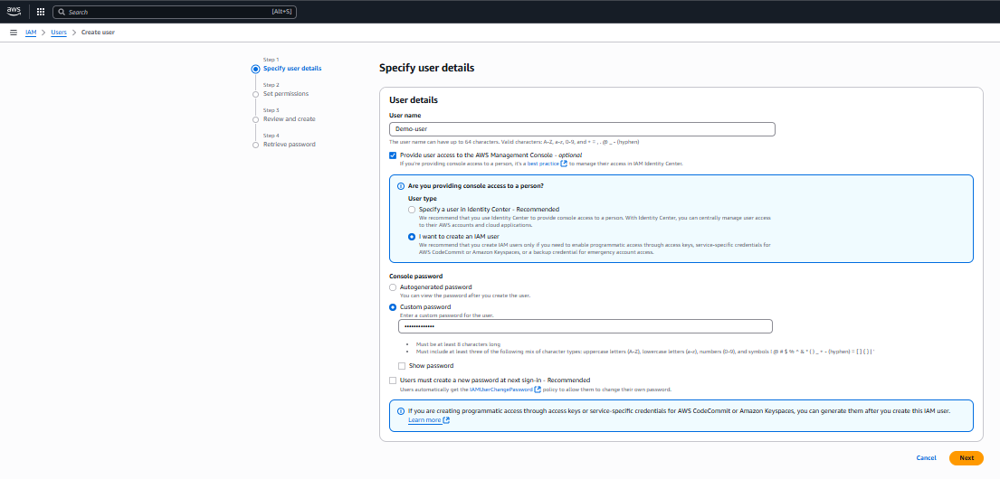 aws
Search [Alt+S]
IAM > Users > Create user
Step 1
Specify user details
Step 2
Set permissions
Step 3
Review and create
Step 4
Retrieve password
Specify user details
User details
User name
Demo-user
The user name can have up to 64 characters. Valid characters: A-Z, a-z, 0-9, and + = , . @ _ - (hyphen)
Provide user access to the AWS Management Console - optional
If you're providing console access to a person, it's a best practice to manage their access in IAM Identity Center.
Are you providing console access to a person?
User type
Specify a user in Identity Center - Recommended
We recommend that you use Identity Center to provide console access to a person. With Identity Center, you can centrally manage user access
to their AWS accounts and cloud applications.
I want to create an IAM user
We recommend that you create IAM users only if you need to enable programmatic access through access keys, service-specific credentials for
AWS CodeCommit or Amazon Keyspaces, or a backup credential for emergency account access.
Console password
Autogenerated password
You can view the password after you create the user.
Custom password
Enter a custom password for the user.
•••••••••••••
• Must be at least 8 characters long
• Must include at least three of the following mix of character types: uppercase letters (A-Z), lowercase letters (a-z), numbers (0-9), and symbols ! @ # $ % ^ & * ( ) _ + - (hyphen) = [ ] { } | '
Show password
Users must create a new password at next sign-in - Recommended
Users automatically get the IAMUserChangePassword policy to allow them to change their own password.
If you are creating programmatic access through access keys or service-specific credentials for AWS CodeCommit or Amazon Keyspaces, you can generate them after you create this IAM user.
Learn more
Cancel
Next